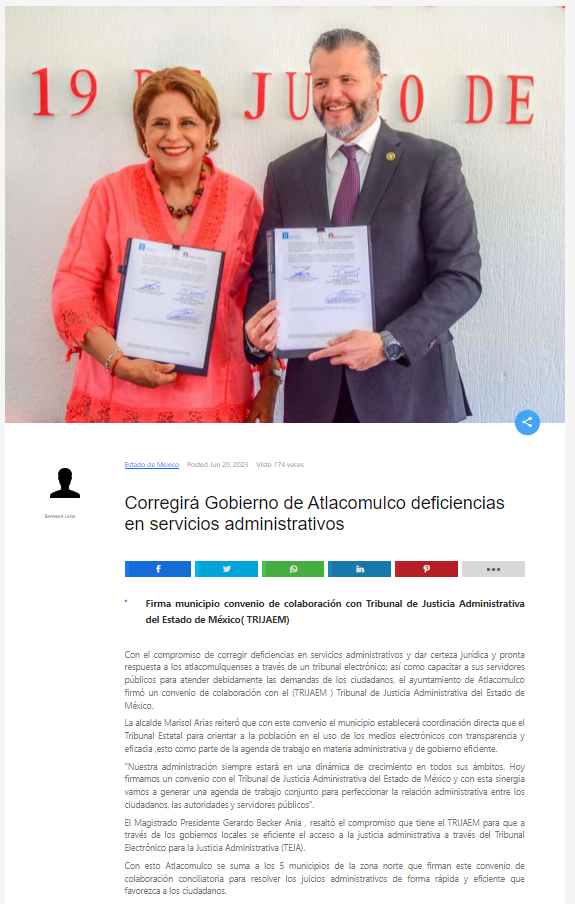 19 DE JU O DE
Estado de Mexico Posted Jun 20, 2023 Visto 174 veces
Berenice León
Corregirá Gobierno de Atlacomulco deficiencias
en servicios administrativos
Firma municipio convenio de colaboración con Tribunal de Justicia Administrativa
del Estado de México( TRIJAEM)
Con el compromiso de corregir deficiencias en servicios administrativos y dar certeza jurídica y pronta
respuesta a los atlacomulquenses a través de un tribunal electrónico; así como capacitar a sus servidores
públicos para atender debidamente las demandas de los ciudadanos, el ayuntamiento de Atlacomulco
firmó un convenio de colaboración con el (TRIJAEM ) Tribunal de Justicia Administrativa del Estado de
México.
La alcalde Marisol Arias reiteró que con este convenio el municipio establecerá coordinación directa que el
Tribunal Estatal para orientar a la población en el uso de los medios electrónicos con transparencia y
eficacia ,esto como parte de la agenda de trabajo en materia administrativa y de gobierno eficiente.
"Nuestra administración siempre estará en una dinámica de crecimiento en todos sus ámbitos. Hoy
firmamos un convenio con el Tribunal de Justicia Administrativa del Estado de México y con esta sinergia
vamos a generar una agenda de trabajo conjunto para perfeccionar la relación administrativa entre los
ciudadanos, las autoridades y servidores públicos".
El Magistrado Presidente Gerardo Becker Ania , resaltó el compromiso que tiene el TRIJAEM para que a
través de los gobiernos locales se eficiente el acceso a la justicia administrativa a través del Tribunal
Electrónico para la Justicia Administrativa (TEJA).
Con esto Atlacomulco se suma a los 5 municipios de la zona norte que firman este convenio de
colaboración conciliatoria para resolver los juicios administrativos de forma rápida y eficiente que
favorezca a los ciudadanos.